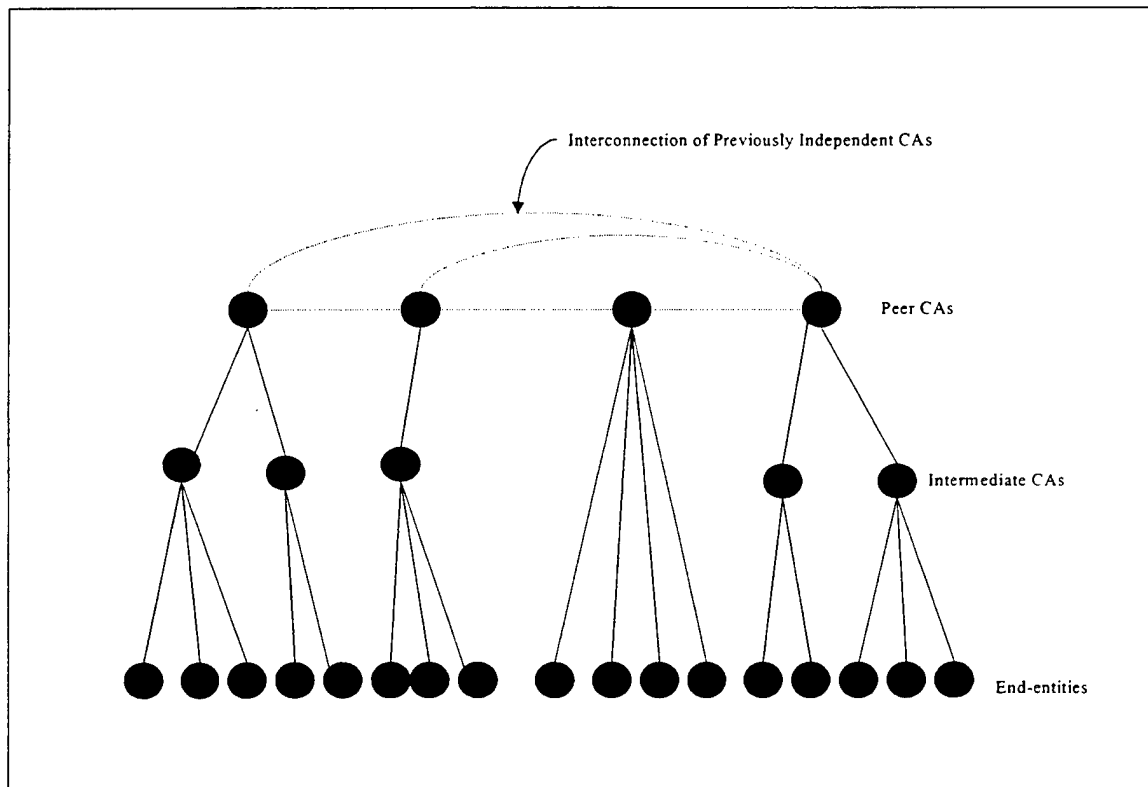 Interconnection of Previously Independent CAs
Peer CAs
Intermediate CAs
End-entities